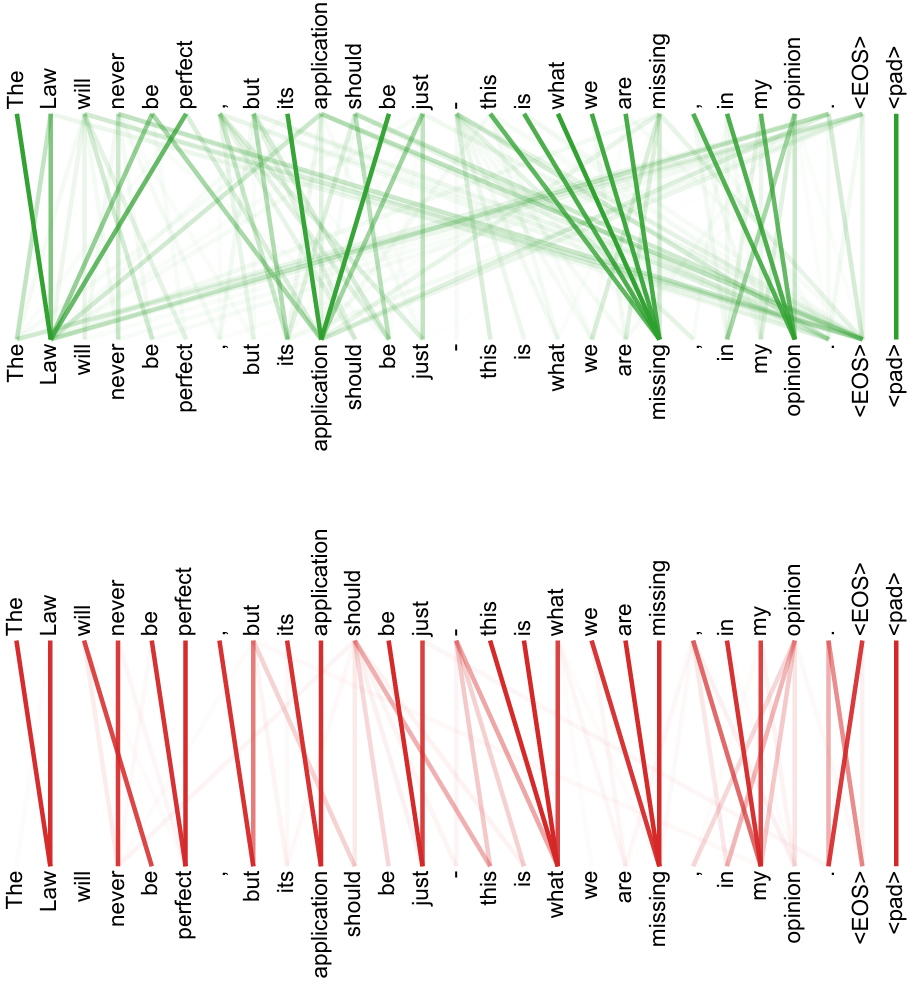 The Law will never be perfect , but its application should be just - this is what we are missing , in my opinion . <EOS> <pad>
The Law will never be perfect , but its application should be just - this is what we are missing , in my opinion . <EOS> <pad>
The Law will never be perfect , but its application should be just - this is what we are missing , in my opinion . <EOS> <pad>
The Law will never be perfect , but its application should be just - this is what we are missing , in my opinion . <EOS> <pad>